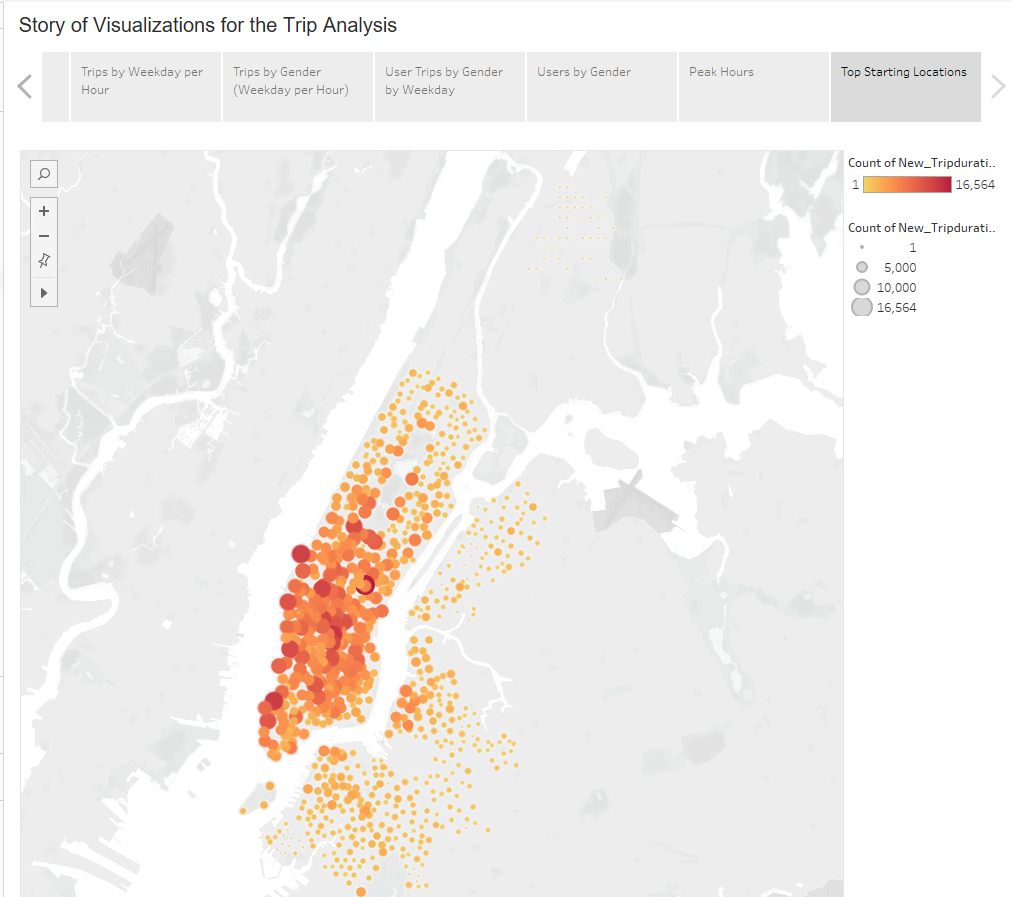 Story of Visualizations for the Trip Analysis
Trips by Weekday per
Hour
Trips by Gender
(Weekday per Hour)
User Trips by Gender
by Weekday
Users by Gender
Peak Hours
Top Starting Locations
Count of New_Tripdurati..
1
16,564
Count of New_Tripdurati..
1
5,000
10,000
16,564